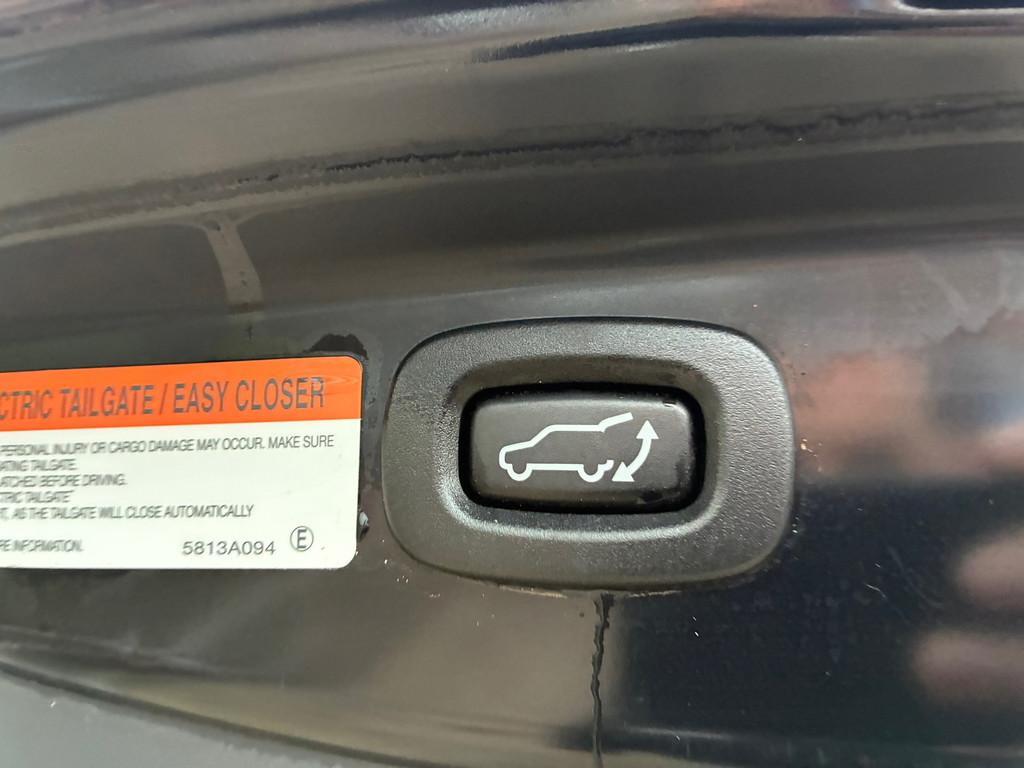 CTRIC TAILGATE / EASY CLOSER
PERSONAL INJURY OR CARGO DAMAGE MAY OCCUR. MAKE SURE
ATING TAILGATE.
ATCHED BEFORE DRIVING.
TRIC TAILGATE"
T, AS THE TAILGATE WILL CLOSE AUTOMATICALLY
RE INFORMATION.
5813A094 E